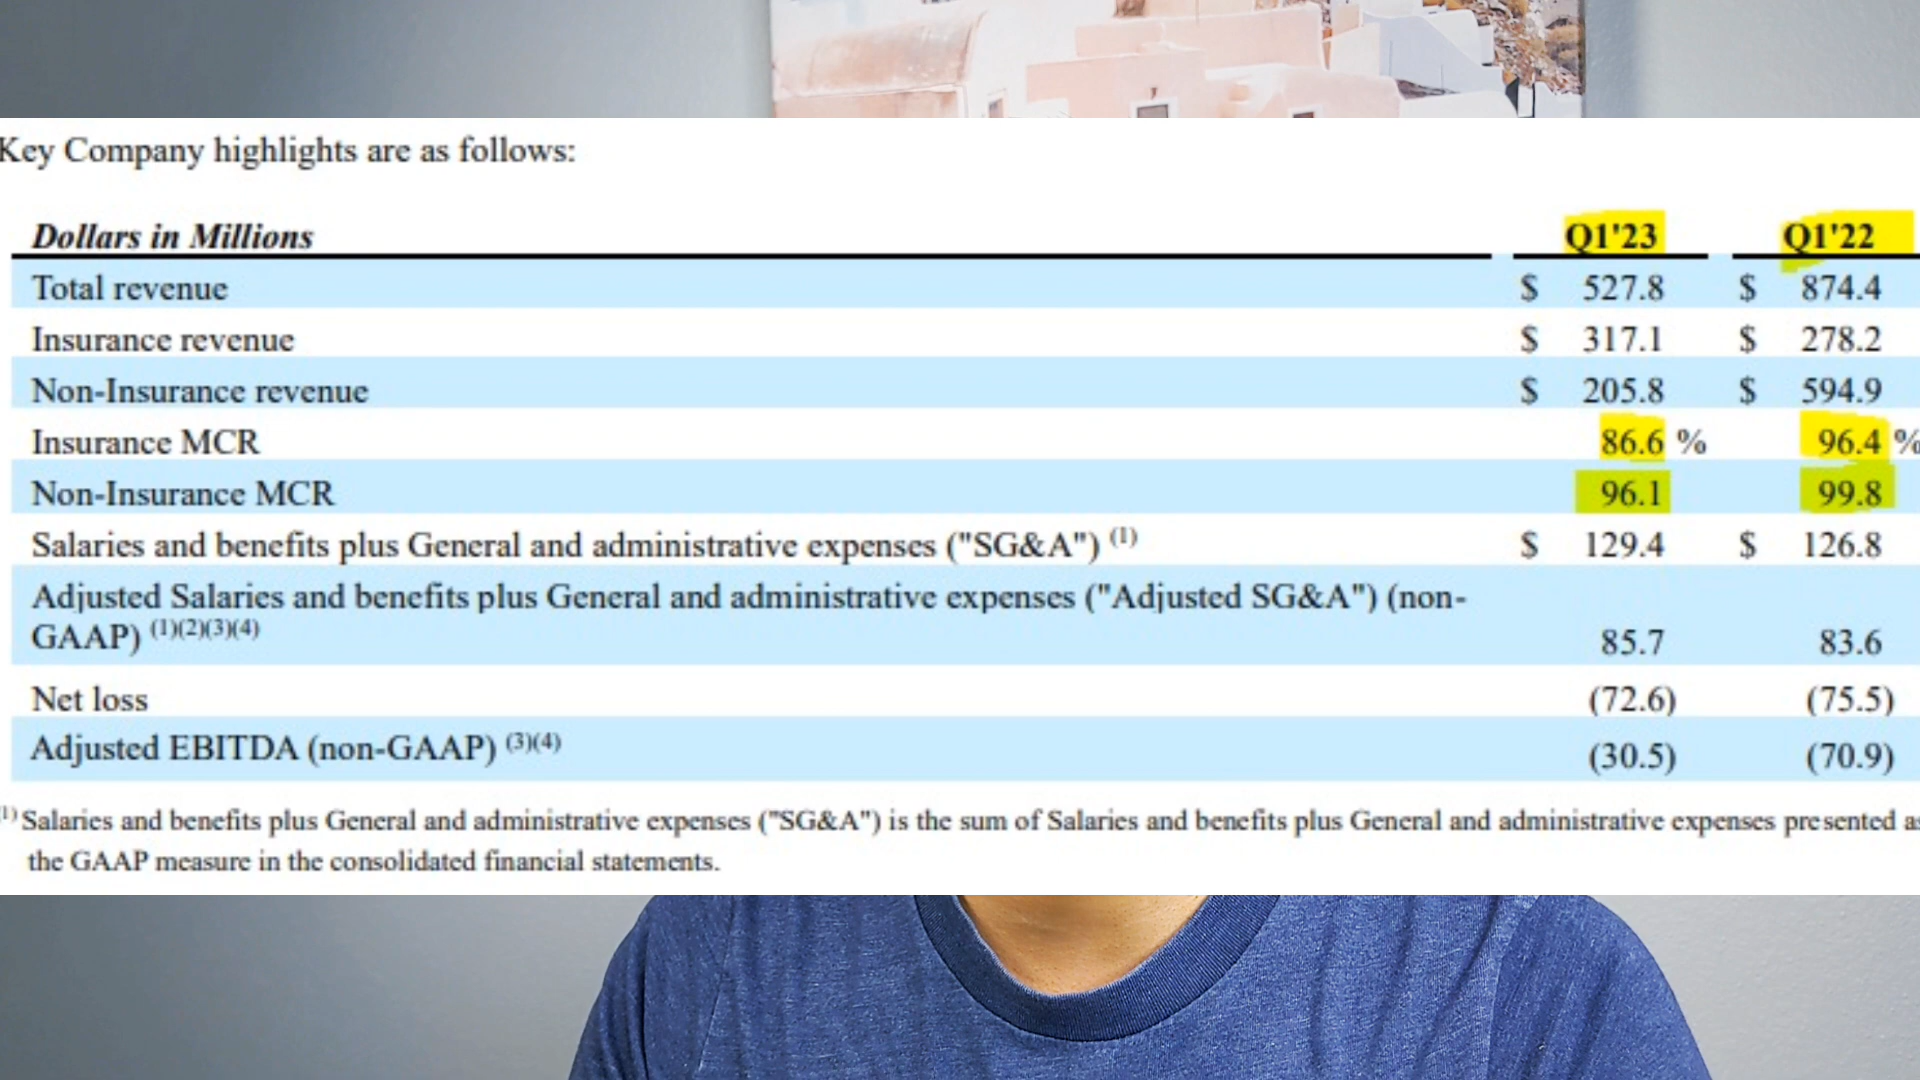 Key Company highlights are as follows:
Dollars in Millions Q1'23 Q1'22
Total revenue $ 527.8 $ 874.4
Insurance revenue $ 317.1 $ 278.2
Non-Insurance revenue $ 205.8 $ 594.9
Insurance MCR 86.6 % 96.4 %
Non-Insurance MCR 96.1 99.8
Salaries and benefits plus General and administrative expenses ("SG&A") (1) $ 129.4 $ 126.8
Adjusted Salaries and benefits plus General and administrative expenses ("Adjusted SG&A") (non-
GAAP) (1)(2)(3)(4) 85.7 83.6
Net loss (72.6) (75.5)
Adjusted EBITDA (non-GAAP) (3)(4) (30.5) (70.9)
(1) Salaries and benefits plus General and administrative expenses ("SG&A") is the sum of Salaries and benefits plus General and administrative expenses presented as
the GAAP measure in the consolidated financial statements.